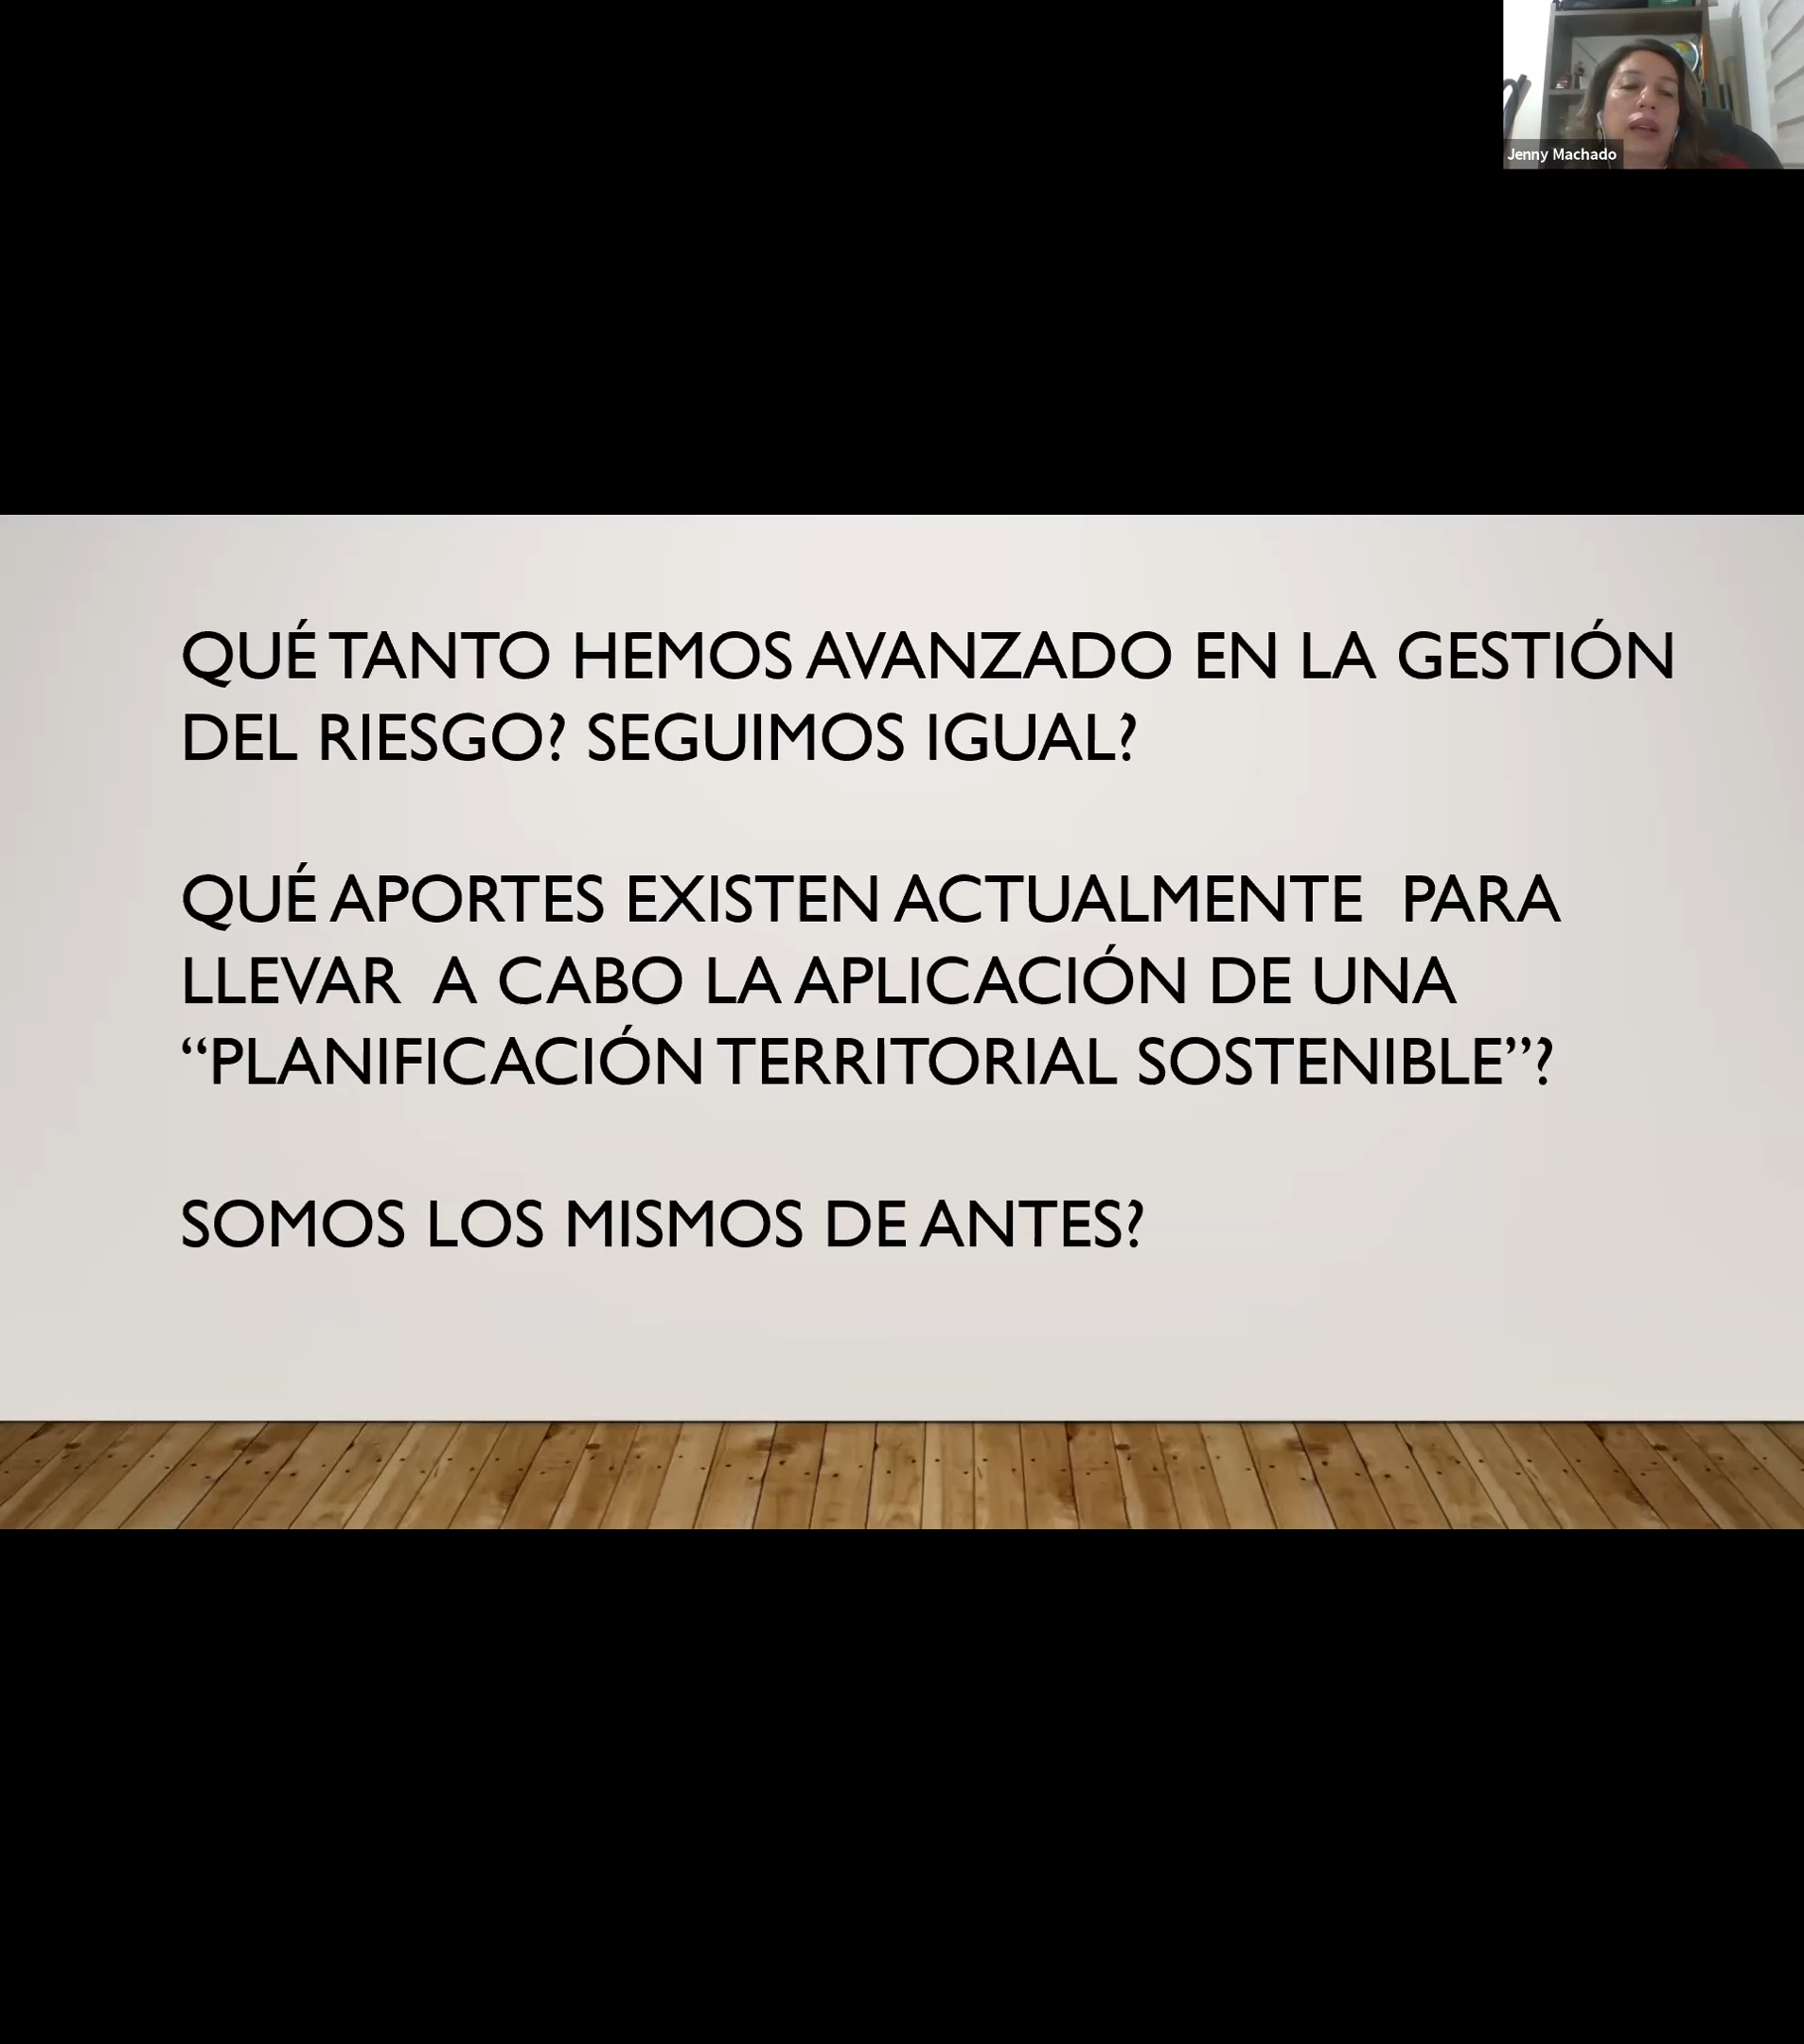 Jenny Machado
QUÉ TANTO HEMOS AVANZADO EN LA GESTIÓN
DEL RIESGO? SEGUIMOS IGUAL?
QUÉ APORTES EXISTEN ACTUALMENTE PARA
LLEVAR A CABO LA APLICACIÓN DE UNA
“PLANIFICACIÓN TERRITORIAL SOSTENIBLE”?
SOMOS LOS MISMOS DE ANTES?